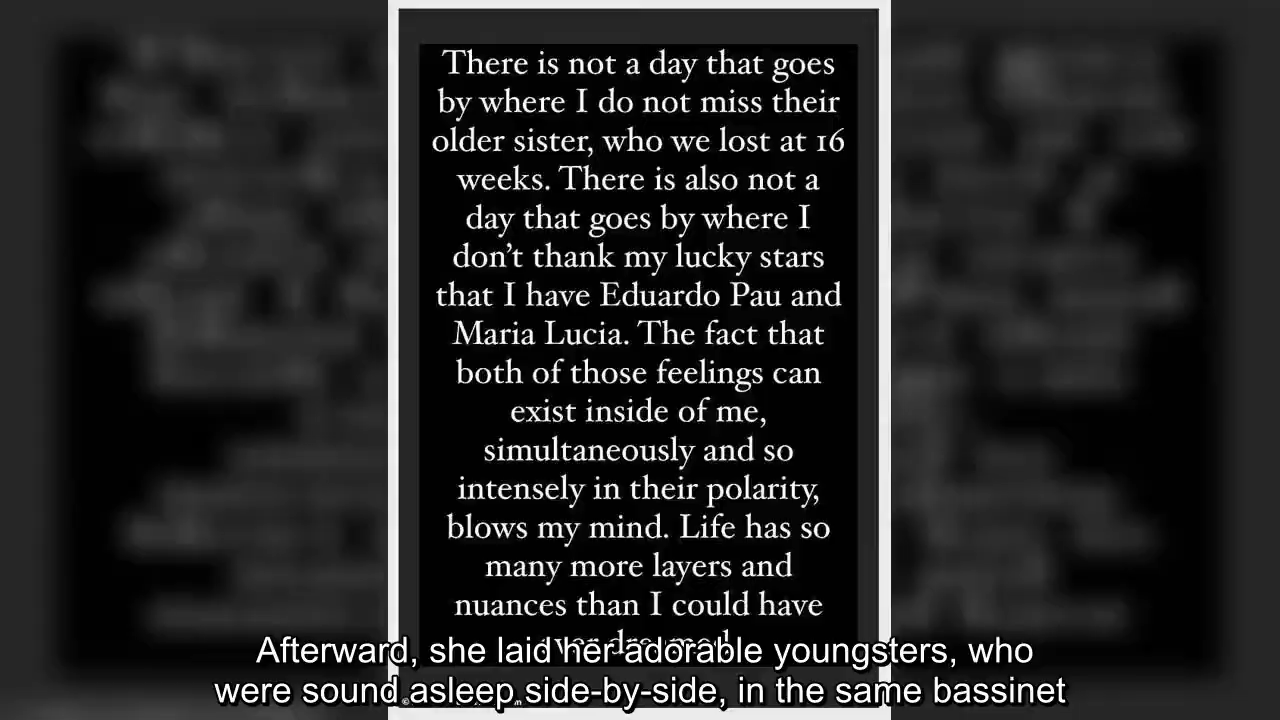 There is not a day that goes
by where I do not miss their
older sister, who we lost at 16
weeks. There is also not a
day that goes by where I
don't thank my lucky stars
that I have Eduardo Pau and
Maria Lucia. The fact that
both of those feelings can
exist inside of me,
simultaneously and so
intensely in their polarity,
blows my mind. Life has so
many more layers and
nuances than I could have
Afterward, she laid her adorable youngsters, who
were sound asleep side-by-side, in the same bassinet